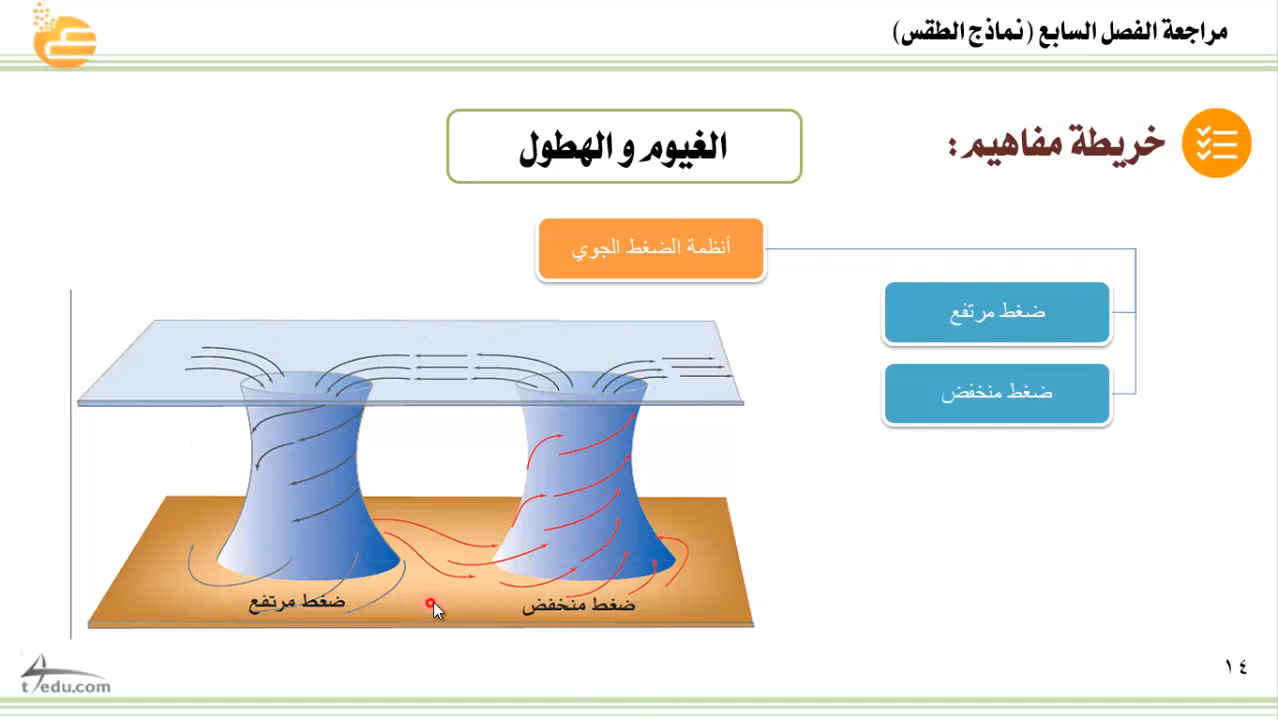 مراجعة الفصل السابع (نماذج الطقس)
خريطة مفاهيم:
الغيوم و الهطول
أنظمة الضغط الجوي
ضغط مرتفع
ضغط منخفض
ضغط مرتفع
ضغط منخفض
t4edu.com
١٤